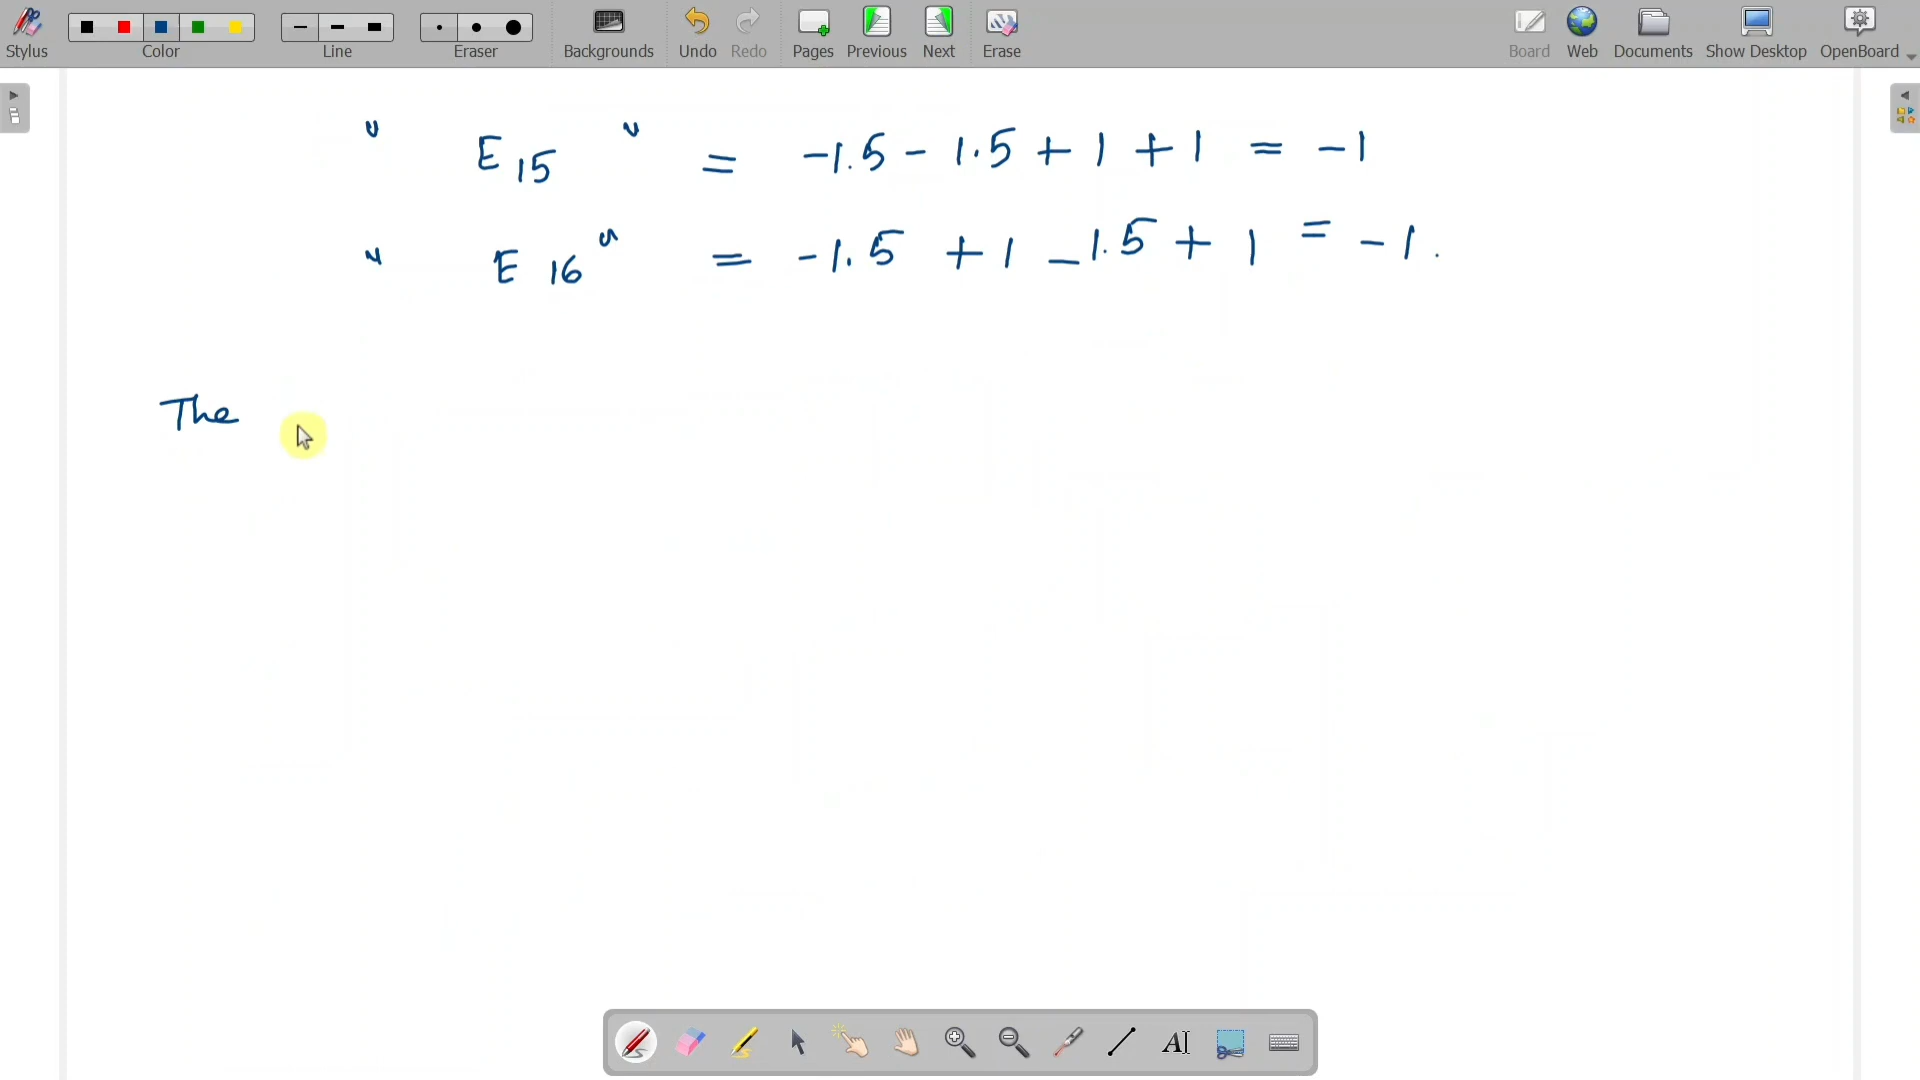 Stylus Color Line Eraser Backgrounds Undo Redo Pages Previous Next Erase Board Web Documents Show Desktop OpenBoard
" E15 " = -1.5 - 1.5 + 1 + 1 = -1
" E16 " = -1.5 + 1 - 1.5 + 1 = -1.
The
AI